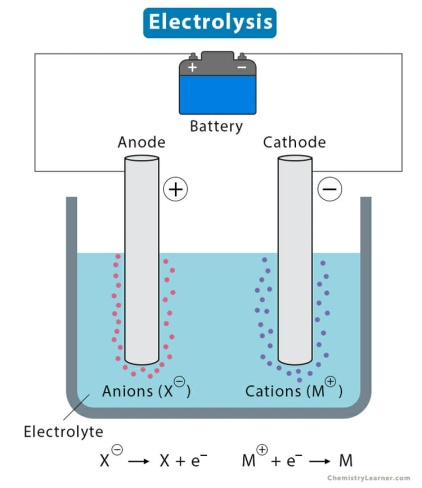 Electrolysis
+ −
Battery
Anode Cathode
+ −
Anions (X⊖) Cations (M⊕)
Electrolyte
X⊖ → X + e⁻ M⊕ + e⁻ → M
ChemistryLearner.com